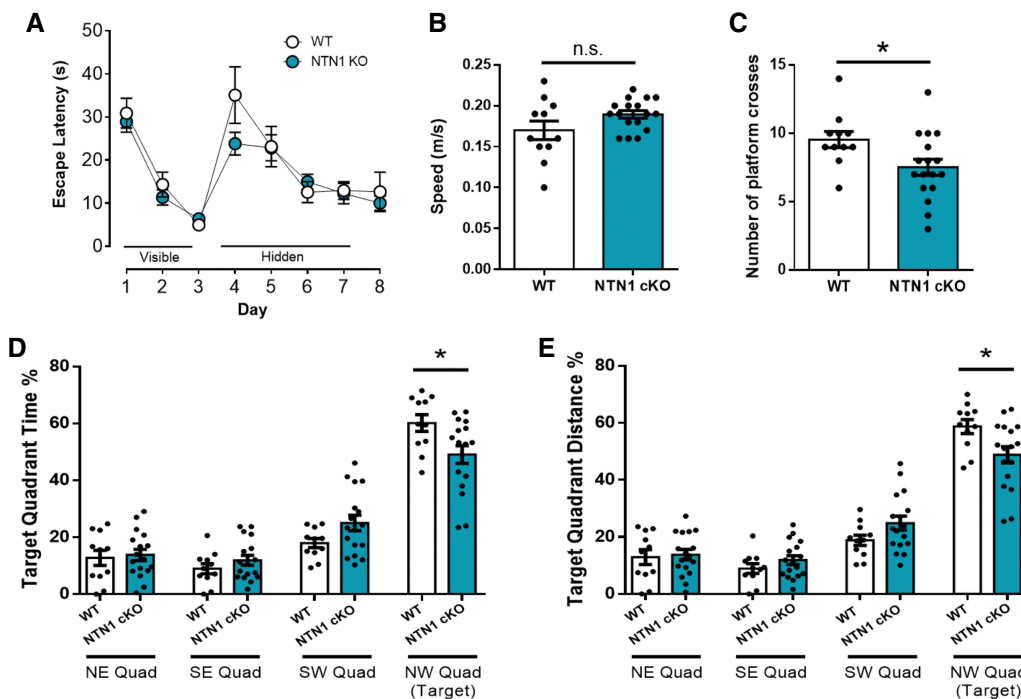 A
WT
NTN1 KO
Escape Latency (s)
50
40
30
20
10
0
Visible
Hidden
1 2 3 4 5 6 7 8
Day
B
n.s.
Speed (m/s)
0.25
0.20
0.15
0.10
0.05
0.00
WT NTN1 cKO
C
*
Number of platform crosses
15
10
5
0
WT NTN1 cKO
D
*
Target Quadrant Time %
80
60
40
20
0
WT NTN1 cKO WT NTN1 cKO WT NTN1 cKO WT NTN1 cKO
NE Quad SE Quad SW Quad NW Quad
(Target)
E
*
Target Quadrant Distance %
80
60
40
20
0
WT NTN1 cKO WT NTN1 cKO WT NTN1 cKO WT NTN1 cKO
NE Quad SE Quad SW Quad NW Quad
(Target)